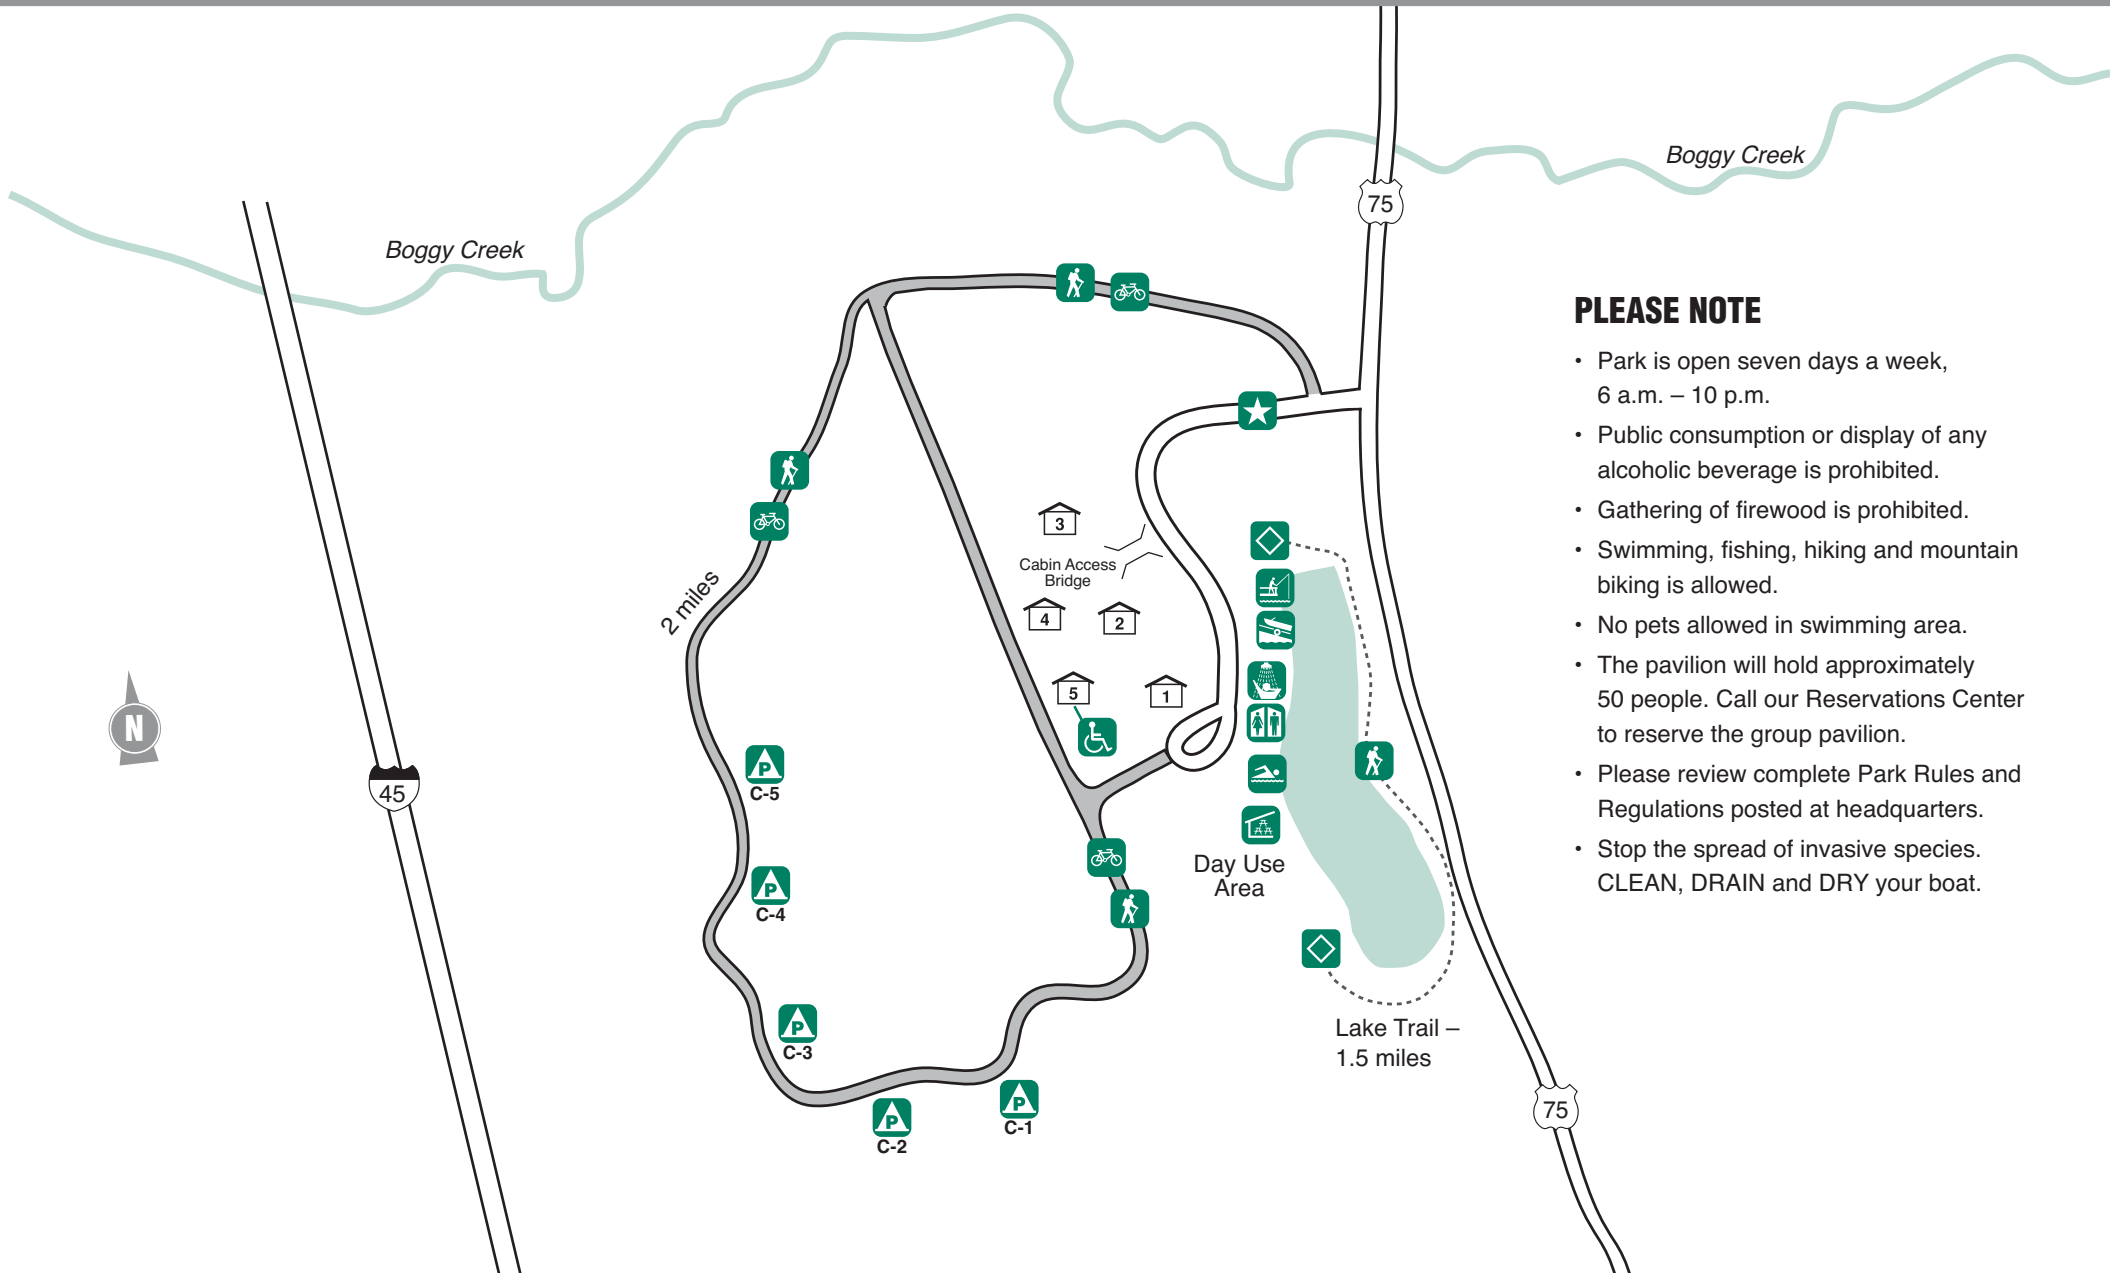 Boggy Creek
75
Boggy Creek
PLEASE NOTE
• Park is open seven days a week,
6 a.m. – 10 p.m.
• Public consumption or display of any
alcoholic beverage is prohibited.
• Gathering of firewood is prohibited.
• Swimming, fishing, hiking and mountain
biking is allowed.
• No pets allowed in swimming area.
• The pavilion will hold approximately
50 people. Call our Reservations Center
to reserve the group pavilion.
• Please review complete Park Rules and
Regulations posted at headquarters.
• Stop the spread of invasive species.
CLEAN, DRAIN and DRY your boat.
3
Cabin Access
Bridge
2 miles
4
2
5
1
N
45
P
C-5
P
C-4
Day Use
Area
P
C-3
Lake Trail –
1.5 miles
P
C-1
P
C-2
75